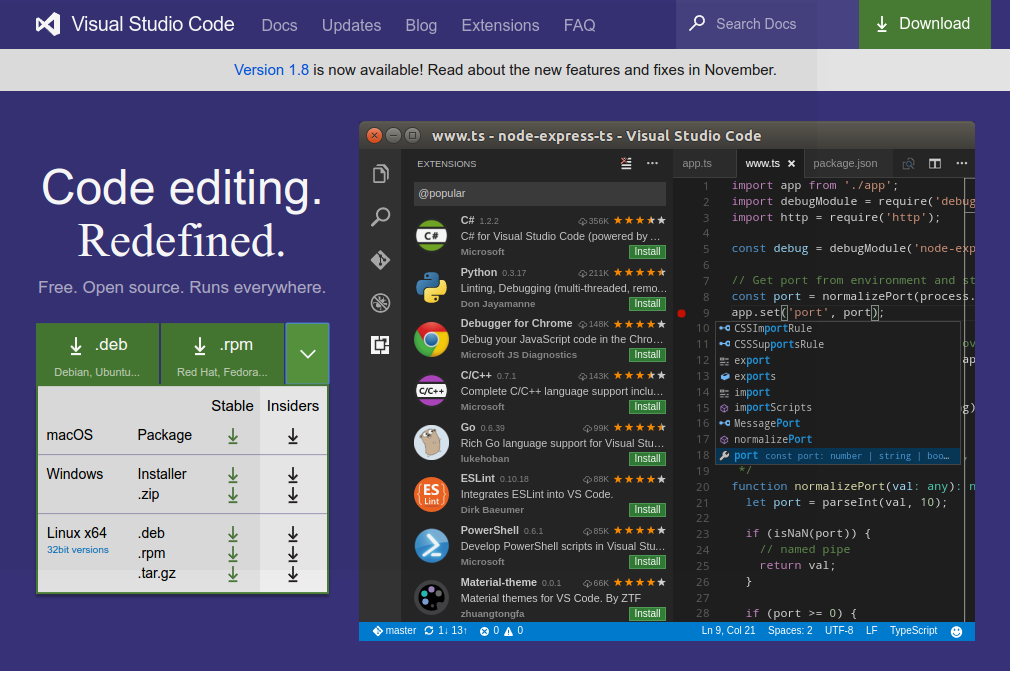 Visual Studio Code Docs Updates Blog Extensions FAQ Search Docs Download
Version 1.8 is now available! Read about the new features and fixes in November.
Code editing.
Redefined.
Free. Open source. Runs everywhere.
.deb
Debian, Ubuntu...
.rpm
Red Hat, Fedora...
Stable Insiders
macOS Package
Windows Installer
.zip
Linux x64 .deb
32bit versions .rpm
.tar.gz
www.ts - node-express-ts - Visual Studio Code
EXTENSIONS
@popular
C# 1.2.2 356K
C# for Visual Studio Code (powered by ...
Microsoft Install
Python 0.3.17 211K
Linting, Debugging (multi-threaded, remo...
Don Jayamanne Install
Debugger for Chrome 148K
Debug your JavaScript code in the Chro...
Microsoft JS Diagnostics Install
C/C++ 0.7.1 143K
Complete C/C++ language support inclu...
Microsoft Install
Go 0.6.39 99K
Rich Go language support for Visual Stu...
lukehoban Install
ESLint 0.10.18 88K
Integrates ESLint into VS Code.
Dirk Baeumer Install
PowerShell 0.6.1 85K
Develop PowerShell scripts in Visual Stu...
Microsoft Install
Material-theme 0.0.1 66K
Material themes for VS Code. By ZTF
zhuangtongfa Install
C#
C/C++
ES
Lint
app.ts www.ts package.json
1 import app from './app';
2 import debugModule = require('debug
3 import http = require('http');
4
5 const debug = debugModule('node-exp
6
7 // Get port from environment and st
8 const port = normalizePort(process.
9 app.set('port', port);
10 CSSImportRule
11 CSSSupportsRule ov
12 export ap
13 exports
14 import
15 importScripts g)
16 MessagePort
17 normalizePort
18 port const port: number | string | boo... ,
19 */
20 function normalizePort(val: any): n
21 let port = parseInt(val, 10);
22
23 if (isNaN(port)) {
24 // named pipe
25 return val;
26 }
27
28 if (port >= 0) {
master 1↓ 13↑ 0 0 Ln 9, Col 21 Spaces: 2 UTF-8 LF TypeScript